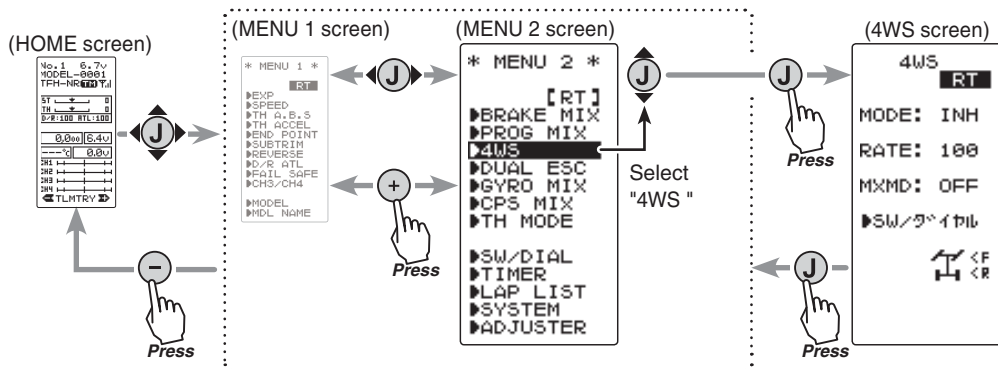 (HOME screen)
No.1 6.7V
MODEL-0001
TFH-NR TH
ST 0
TH 0
D/R:100 ATL:100
6.4V
---°C 0.0V
CH1
CH2
CH3
CH4
TLMTRY
J
−
Press
(MENU 1 screen)
* MENU 1 *
RT
▶EXP
▶SPEED
▶TH A.B.S
▶TH ACCEL
▶END POINT
▶SUBTRIM
▶REVERSE
▶D/R ATL
▶FAIL SAFE
▶CH3/CH4
▶MODEL
▶MDL NAME
J
+
Press
(MENU 2 screen)
* MENU 2 *
[RT]
▶BRAKE MIX
▶PROG MIX
▶4WS
▶DUAL ESC
▶GYRO MIX
▶CPS MIX
▶TH MODE
▶SW/DIAL
▶TIMER
▶LAP LIST
▶SYSTEM
▶ADJUSTER
J
Select
"4WS "
J
Press
J
Press
(4WS screen)
4WS
RT
MODE: INH
RATE: 100
MXMD: OFF
▶SW/ダイヤル
<F
<R